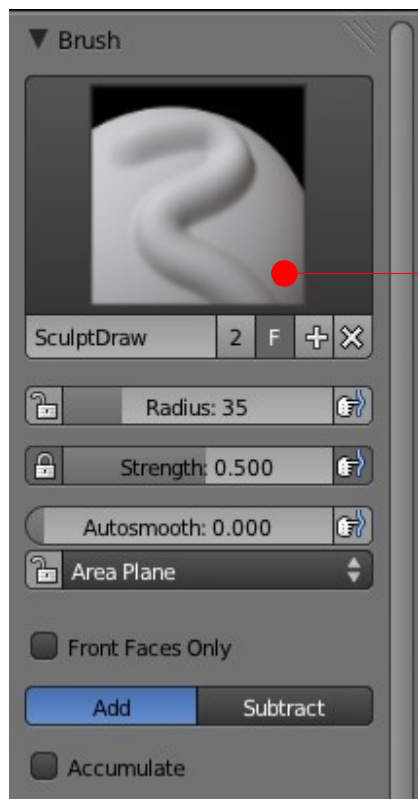 Brush
SculptDraw 2 F
Radius: 35
Strength: 0.500
Autosmooth: 0.000
Area Plane
Front Faces Only
Add Subtract
Accumulate